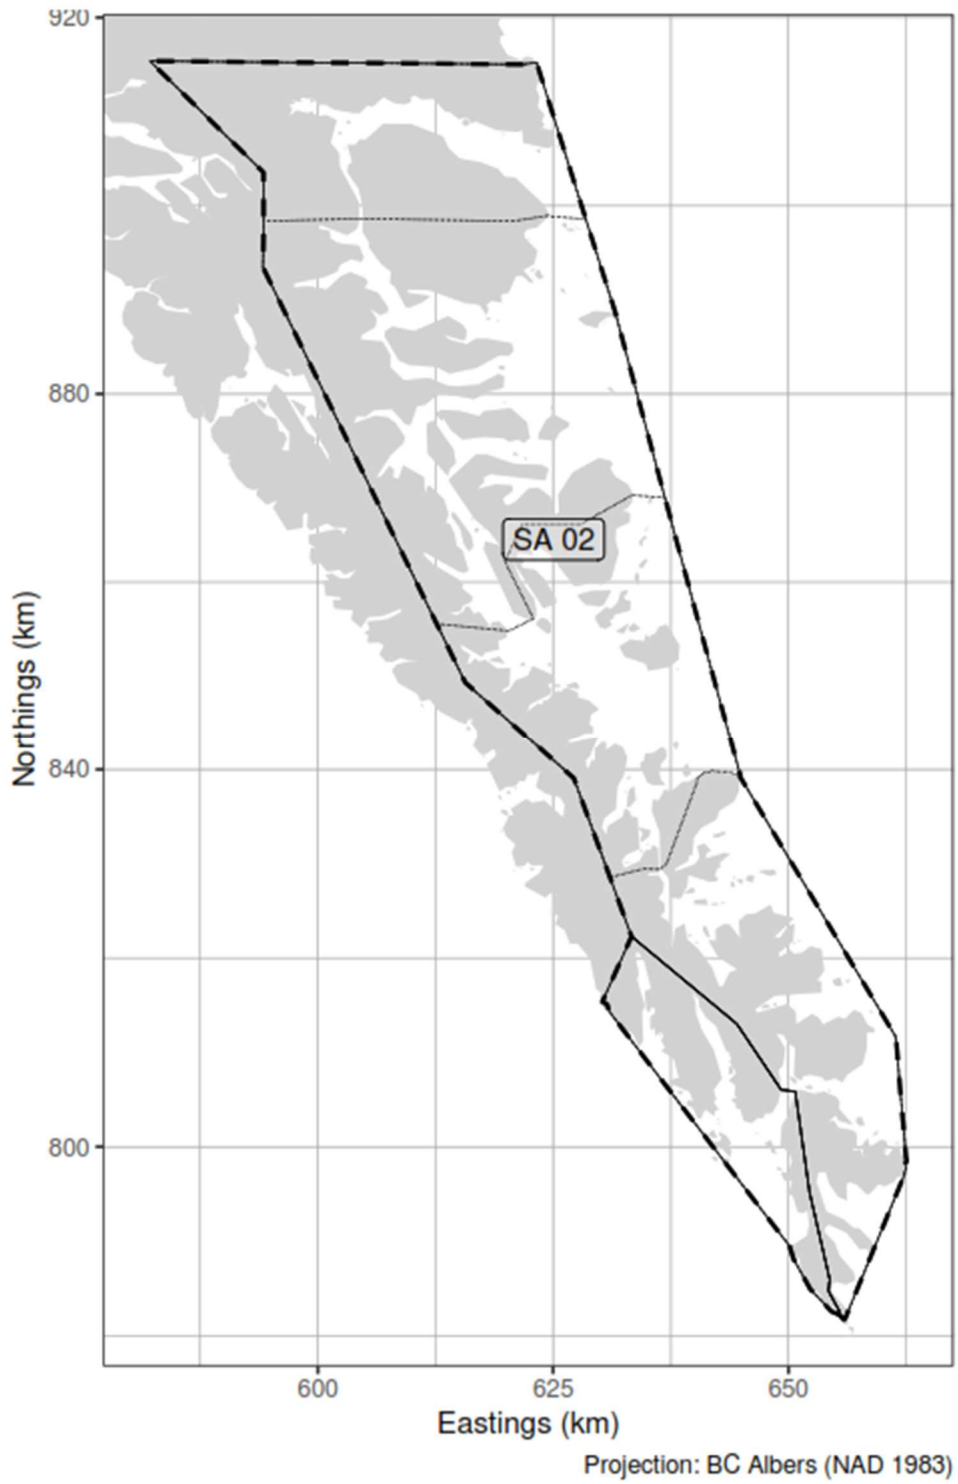 920
880
840
800
Northings (km)
SA 02
600 625 650
Eastings (km)
Projection: BC Albers (NAD 1983)